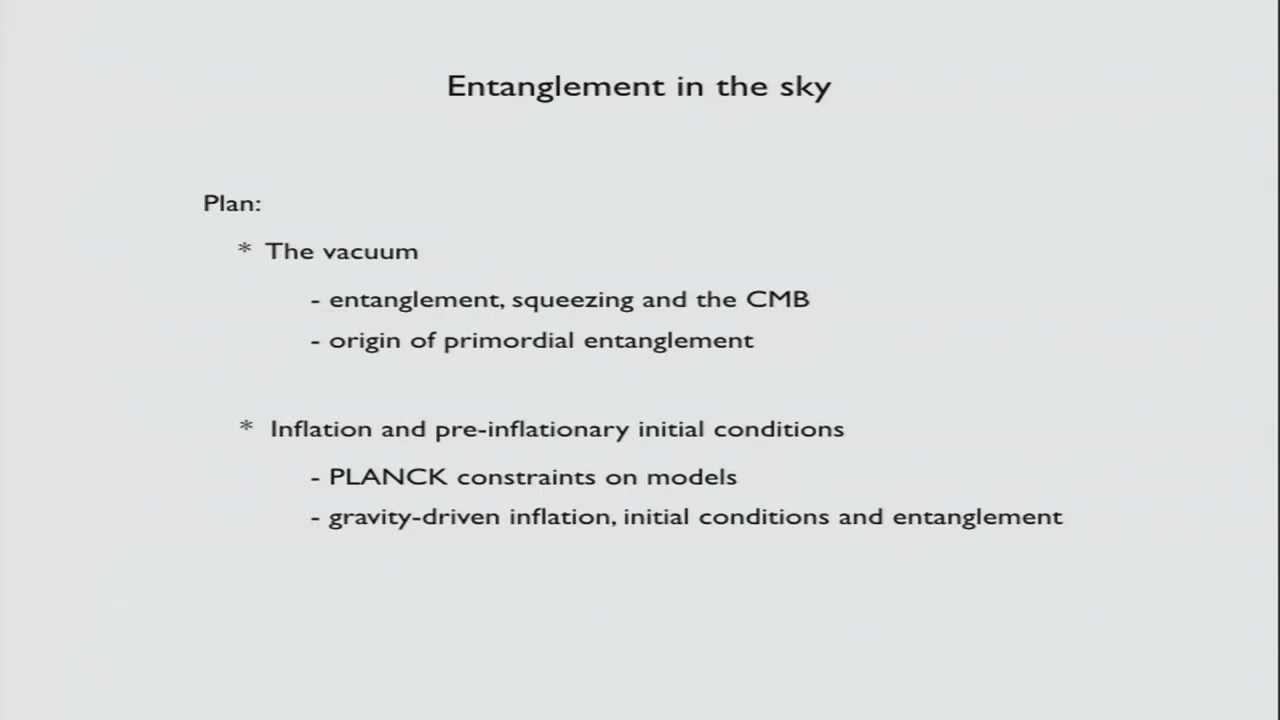 Entanglement in the sky
Plan:
* The vacuum
- entanglement, squeezing and the CMB
- origin of primordial entanglement
* Inflation and pre-inflationary initial conditions
- PLANCK constraints on models
- gravity-driven inflation, initial conditions and entanglement